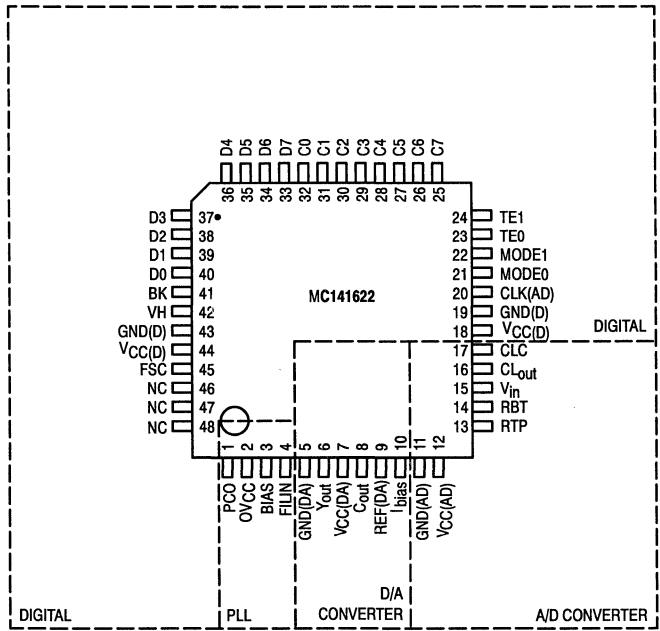 D4 D5 D6 D7 C0 C1 C2 C3 C4 C5 C6 C7
36 35 34 33 32 31 30 29 28 27 26 25
D3 37 24 TE1
D2 38 23 TE0
D1 39 22 MODE1
D0 40 21 MODE0
BK 41 MC141622 20 CLK(AD)
VH 42 19 GND(D)
GND(D) 43 18 VCC(D) DIGITAL
VCC(D) 44 17 CLC
FSC 45 16 CLout
NC 46 15 Vin
NC 47 14 RBT
NC 48 13 RTP
1 2 3 4 5 6 7 8 9 10 11 12
PCO OVCC BIAS FILIN GND(DA) Yout VCC(DA) Cout REF(DA) Ibias GND(AD) VCC(AD)
DIGITAL PLL D/A CONVERTER A/D CONVERTER